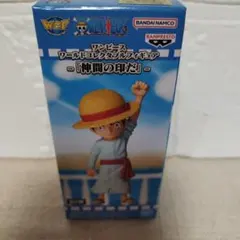 ONE PIECE
BANDAI NAMCO
ワンピース
ワールドコレクタブルフィギュア
BANPRESTO
-「仲間の印だ」-